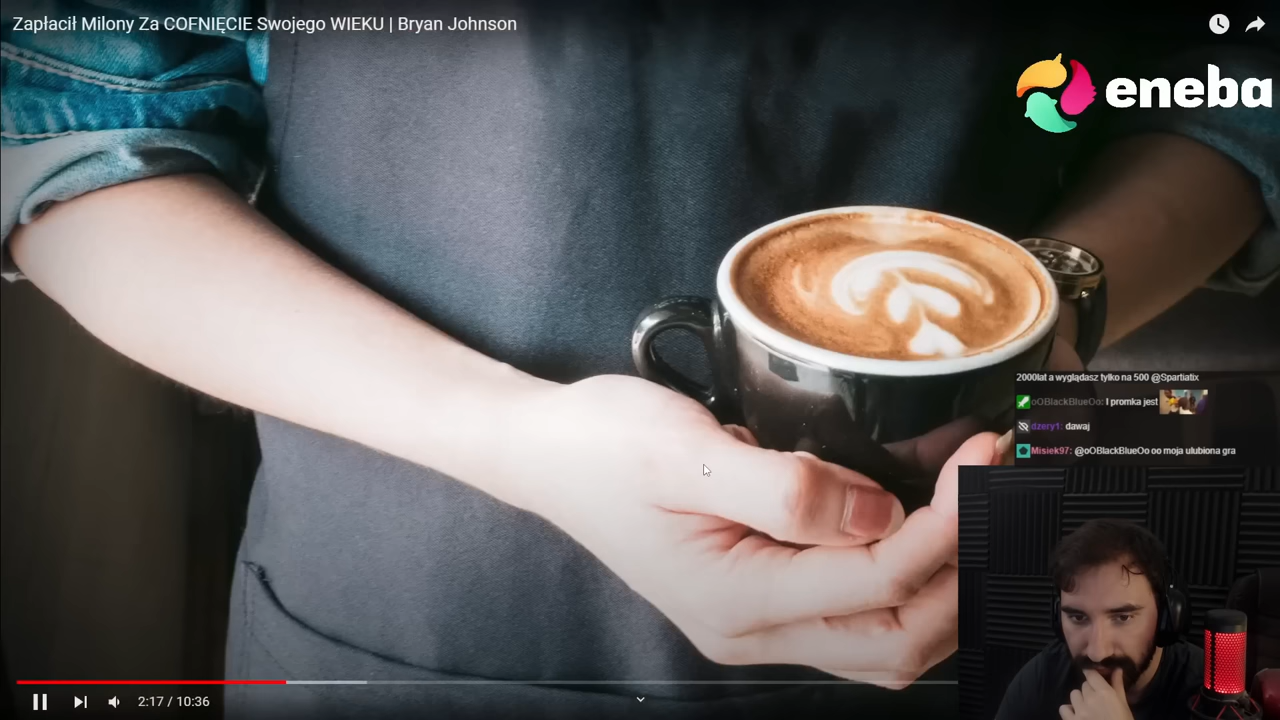 Zapłacił Milony Za COFNIĘCIE Swojego WIEKU | Bryan Johnson
eneba
2000lat a wyglądasz tylko na 500 @Spartiatix
oOBlackBlueOo: I promka jest
dzery1: dawaj
Misiek97: @oOBlackBlueOo oo moja ulubiona gra
2:17 / 10:36